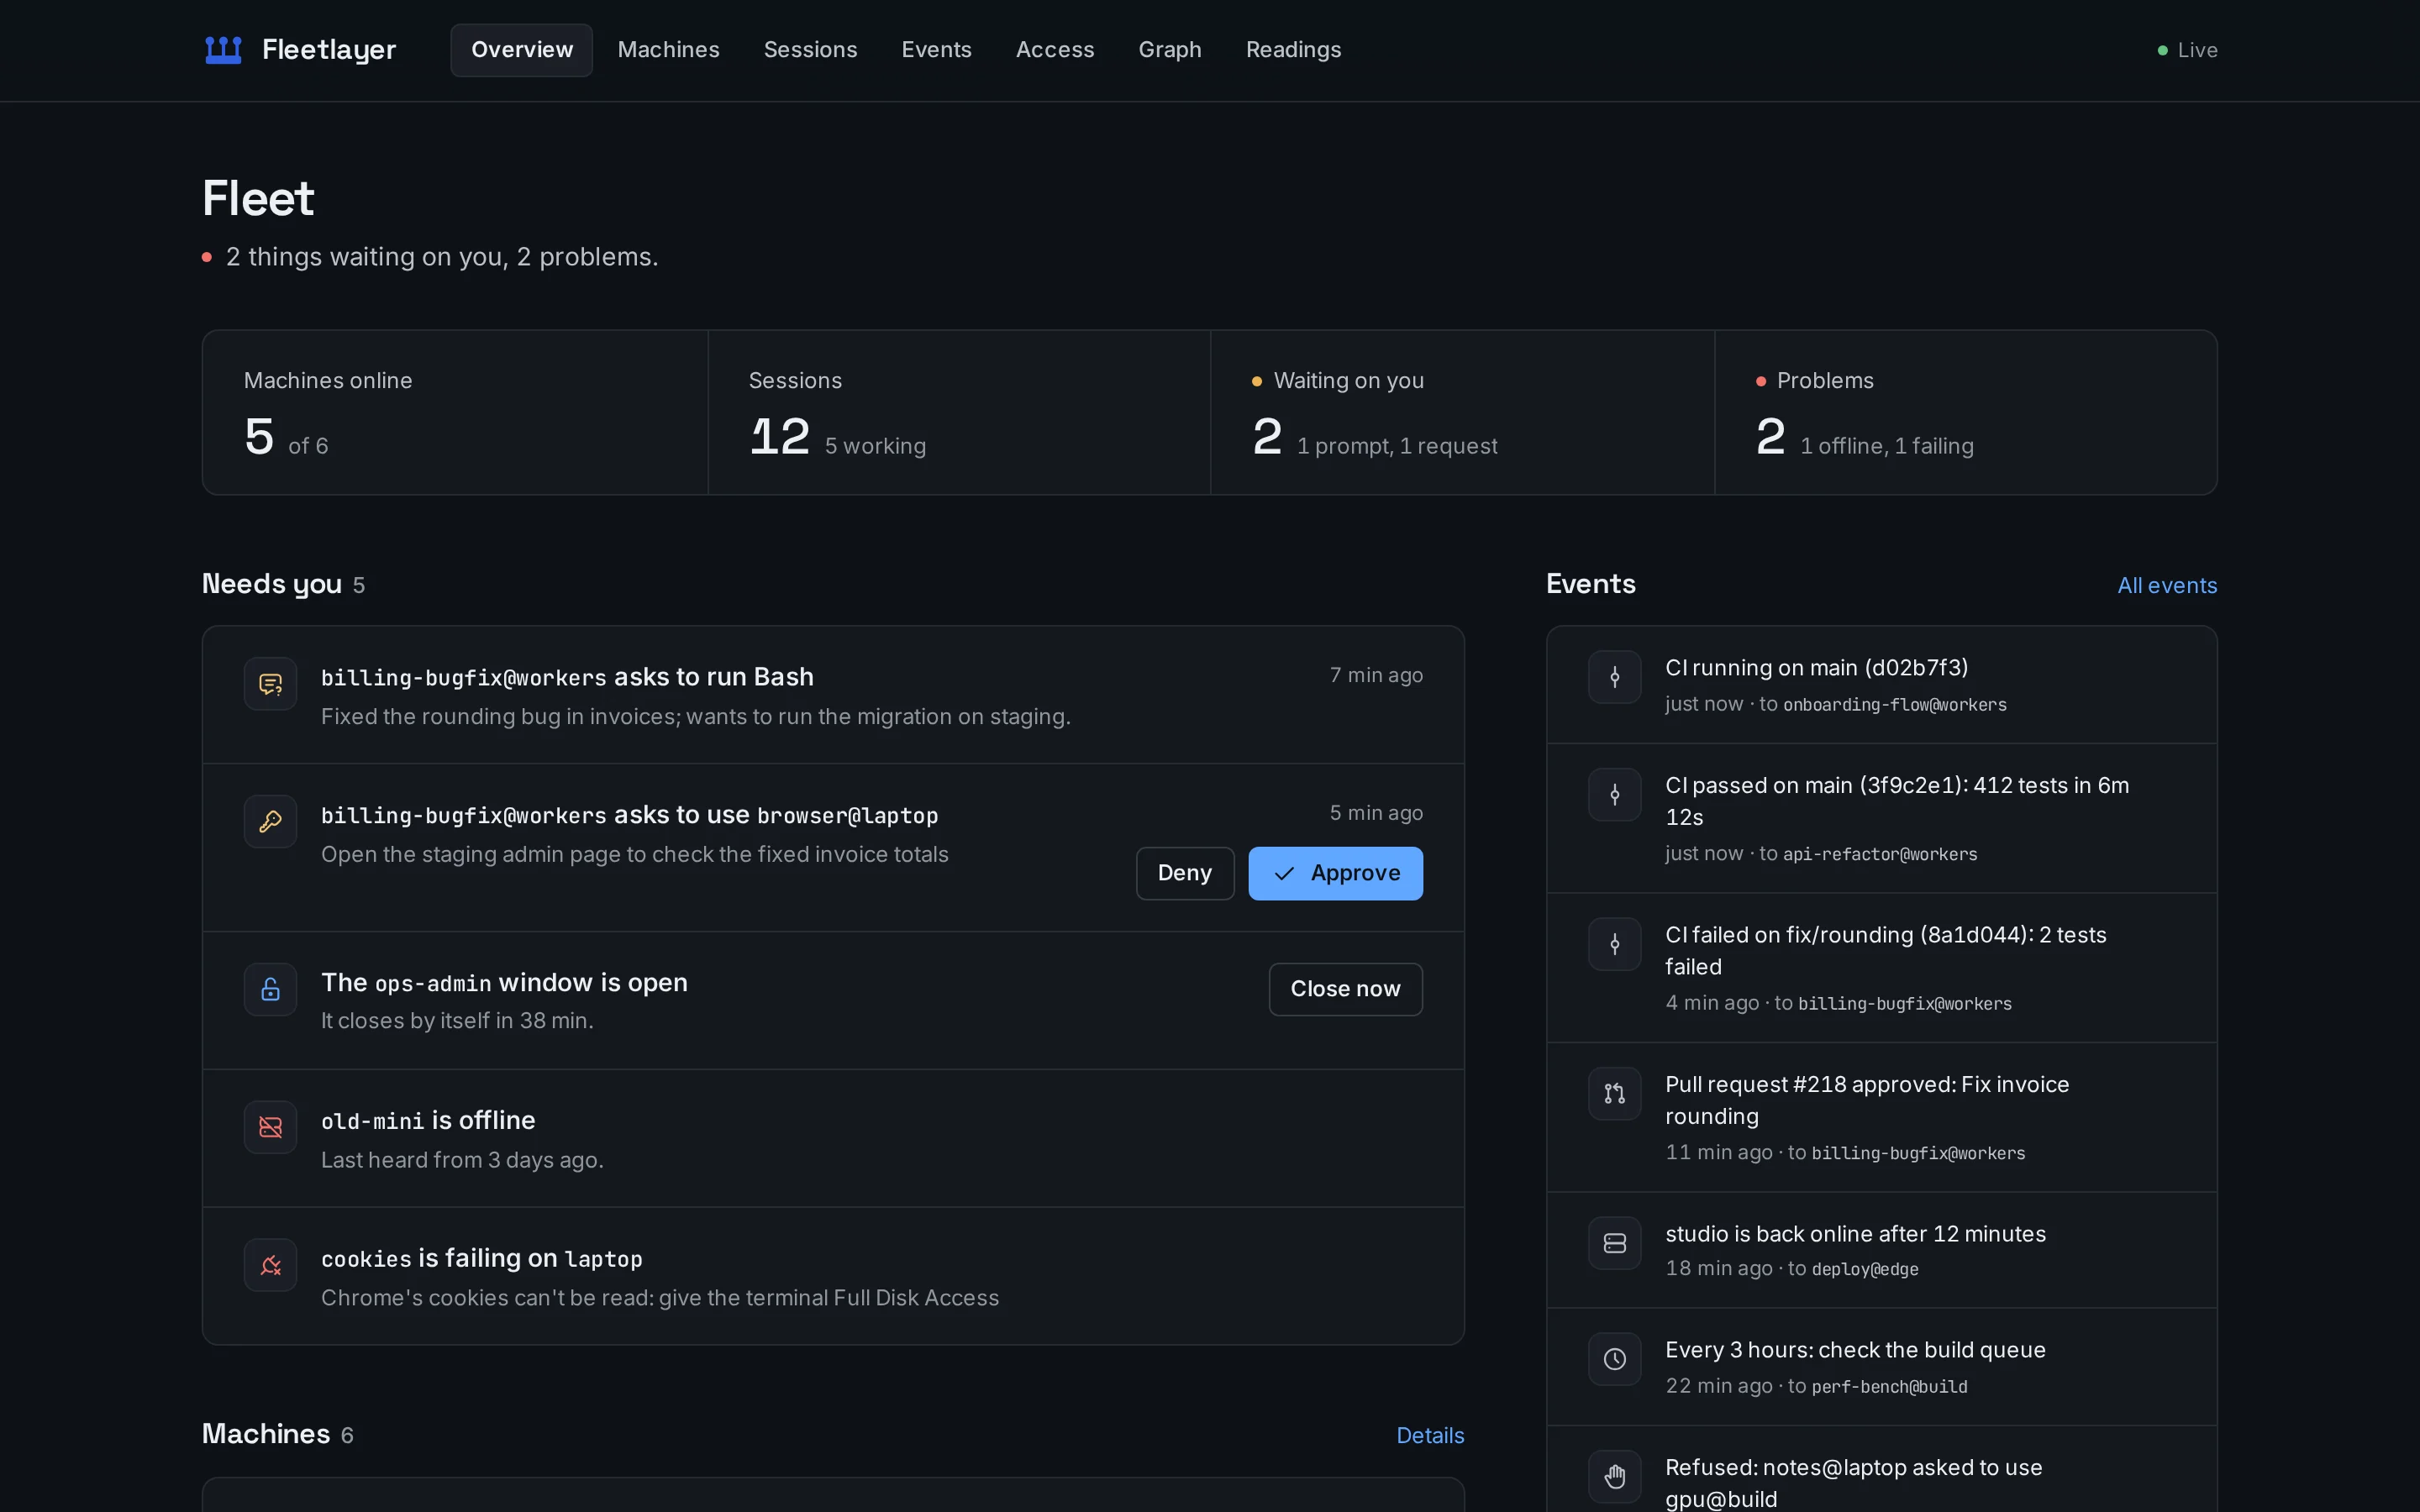 Fleetlayer
Overview
Machines
Sessions
Events
Access
Graph
Readings
Live
Fleet
2 things waiting on you, 2 problems.
Machines online
5 of 6
Sessions
12 5 working
Waiting on you
2 1 prompt, 1 request
Problems
2 1 offline, 1 failing
Needs you 5
billing-bugfix@workers asks to run Bash
7 min ago
Fixed the rounding bug in invoices; wants to run the migration on staging.
billing-bugfix@workers asks to use browser@laptop
5 min ago
Open the staging admin page to check the fixed invoice totals
Deny
Approve
The ops-admin window is open
It closes by itself in 38 min.
Close now
old-mini is offline
Last heard from 3 days ago.
cookies is failing on laptop
Chrome's cookies can't be read: give the terminal Full Disk Access
Machines 6
Details
Events
All events
CI running on main (d02b7f3)
just now · to onboarding-flow@workers
CI passed on main (3f9c2e1): 412 tests in 6m
12s
just now · to api-refactor@workers
CI failed on fix/rounding (8a1d044): 2 tests
failed
4 min ago · to billing-bugfix@workers
Pull request #218 approved: Fix invoice
rounding
11 min ago · to billing-bugfix@workers
studio is back online after 12 minutes
18 min ago · to deploy@edge
Every 3 hours: check the build queue
22 min ago · to perf-bench@build
Refused: notes@laptop asked to use
gpu@build